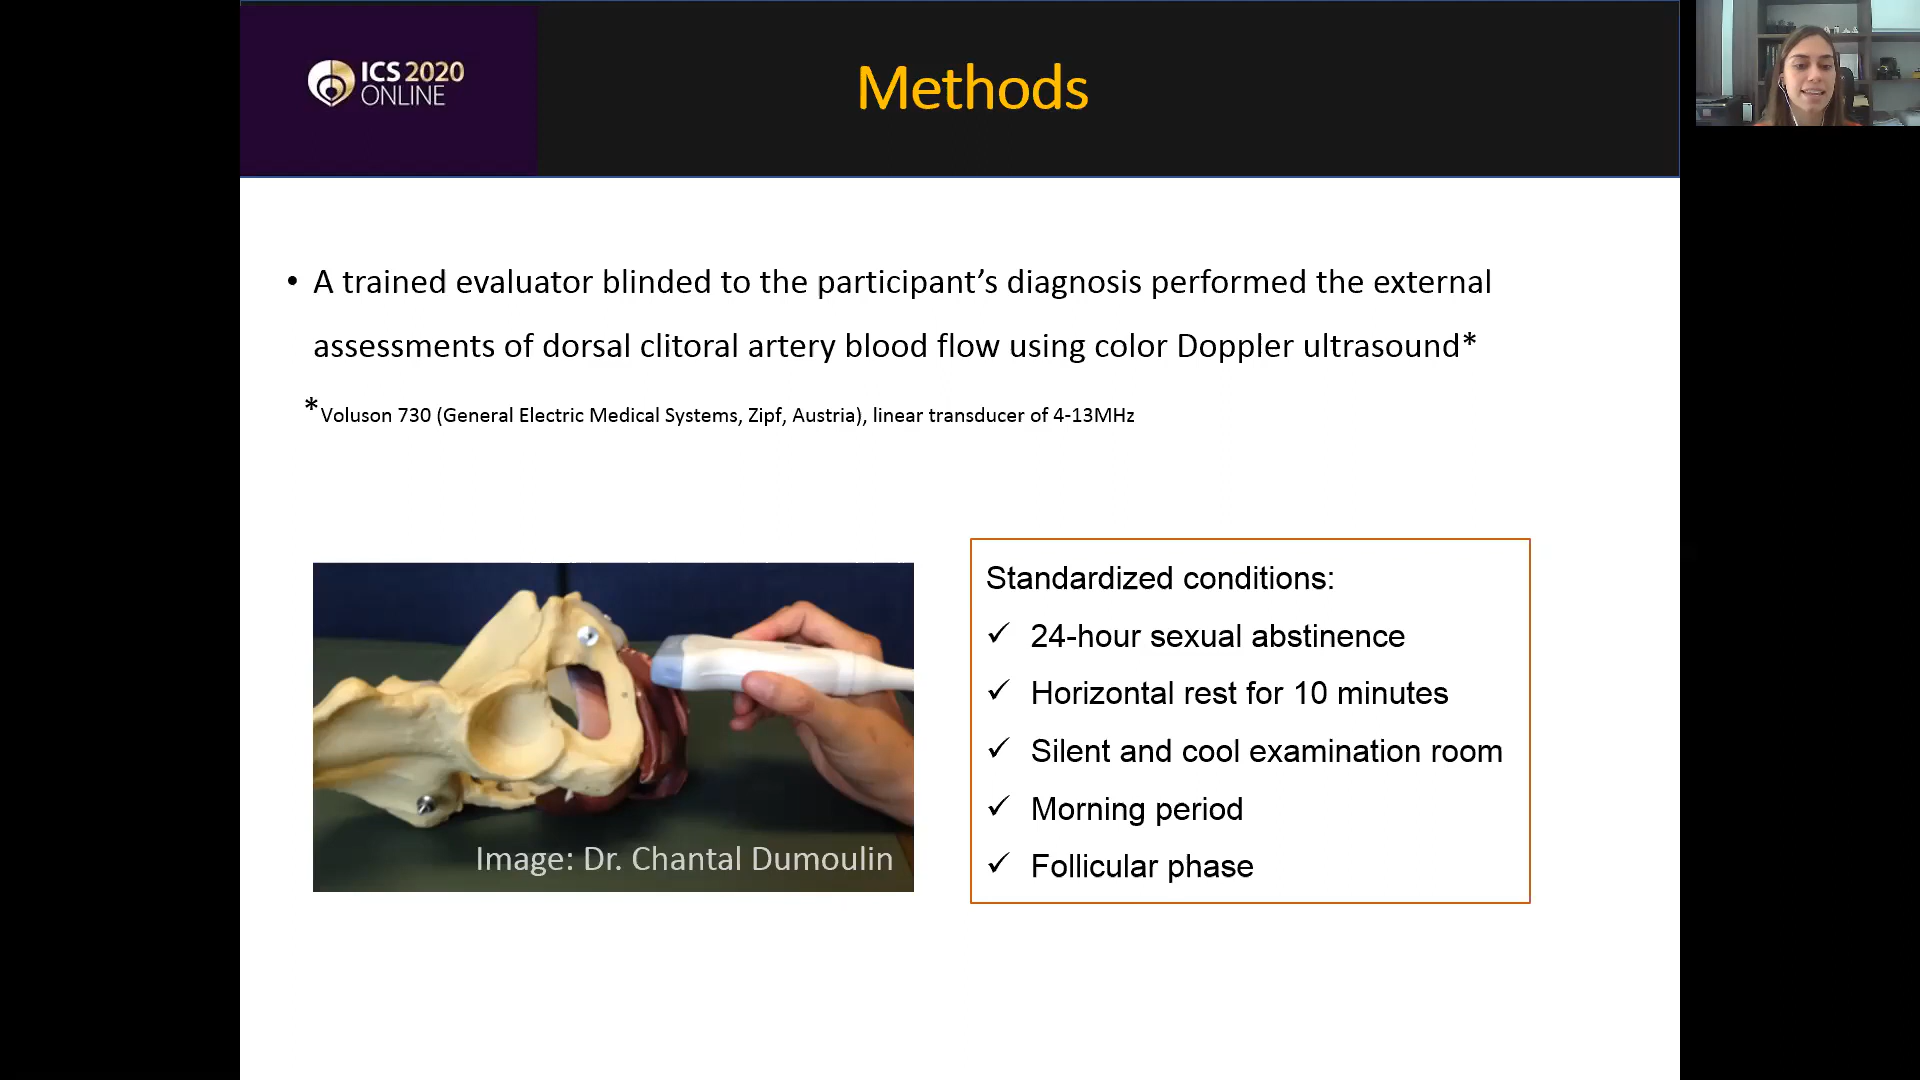 ICS 2020
ONLINE
Methods
• A trained evaluator blinded to the participant’s diagnosis performed the external
assessments of dorsal clitoral artery blood flow using color Doppler ultrasound*
*Voluson 730 (General Electric Medical Systems, Zipf, Austria), linear transducer of 4-13MHz
Image: Dr. Chantal Dumoulin
Standardized conditions:
✓ 24-hour sexual abstinence
✓ Horizontal rest for 10 minutes
✓ Silent and cool examination room
✓ Morning period
✓ Follicular phase